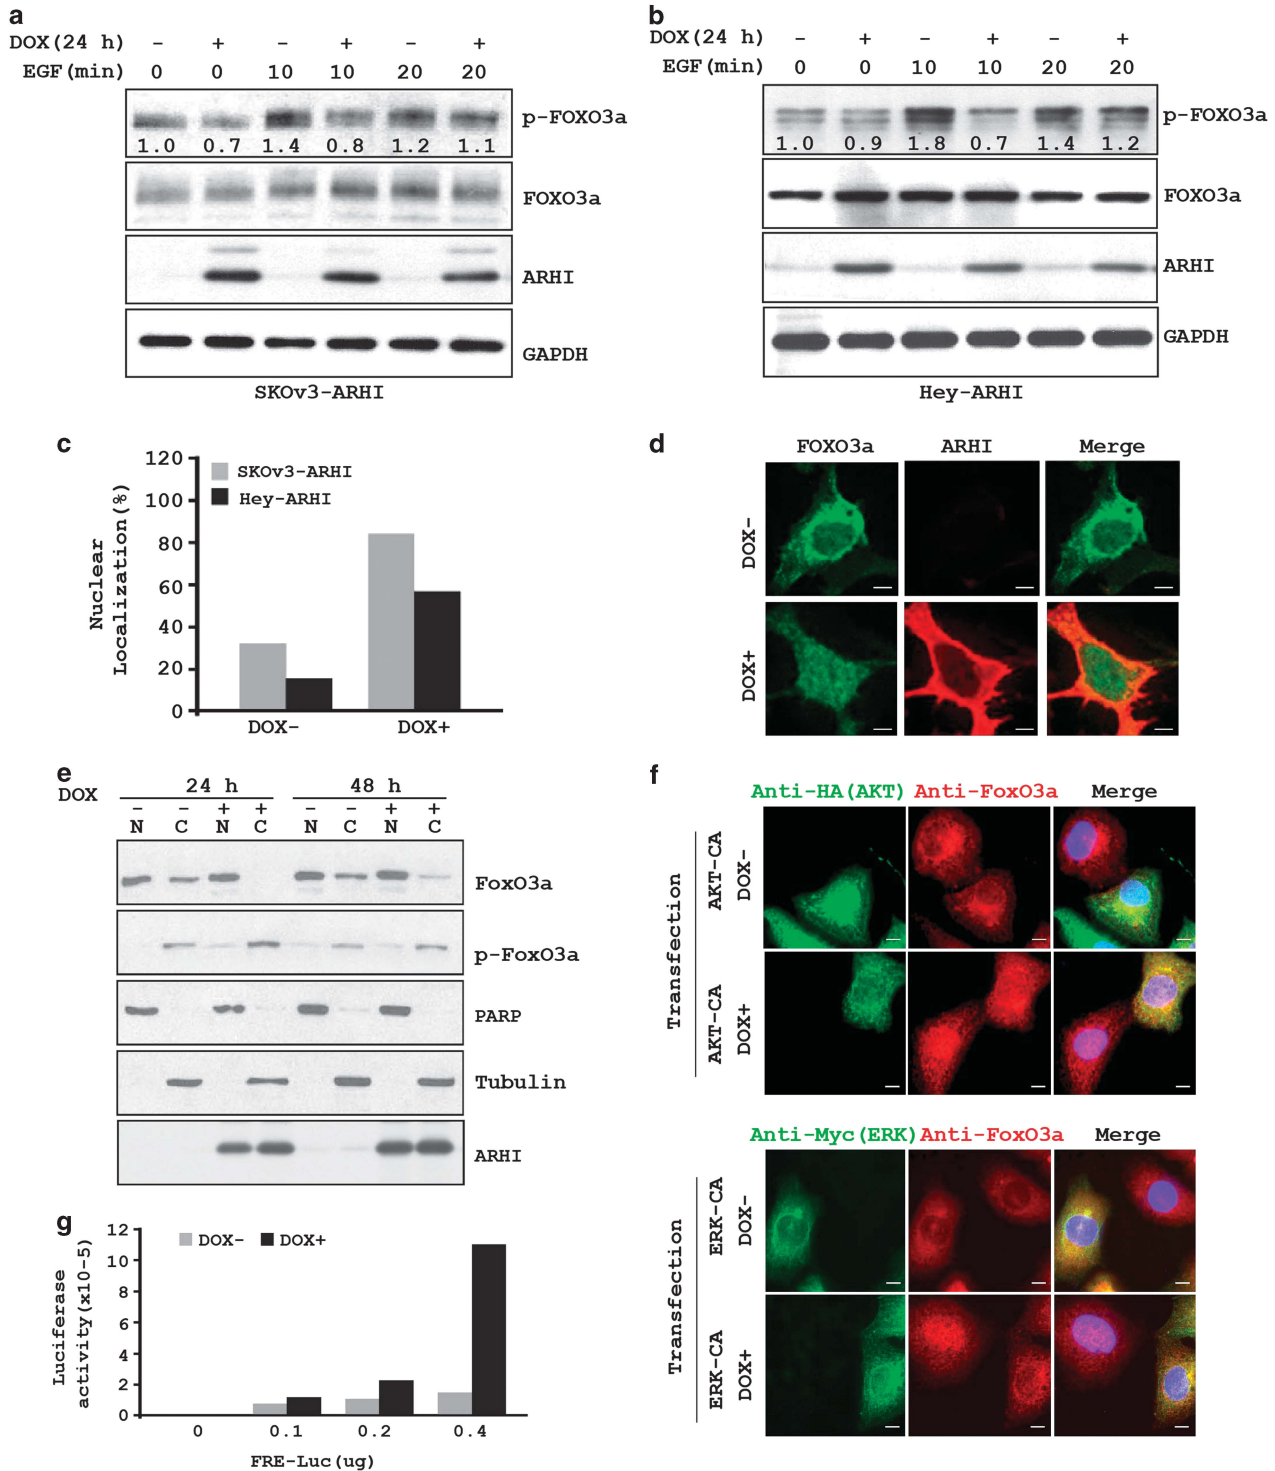 a
DOX(24 h) – + – + – +
EGF(min) 0 0 10 10 20 20
p-FOXO3a
1.0 0.7 1.4 0.8 1.2 1.1
FOXO3a
ARHI
GAPDH
SKOv3-ARHI
b
DOX(24 h) – + – + – +
EGF(min) 0 0 10 10 20 20
p-FOXO3a
1.0 0.9 1.8 0.7 1.4 1.2
FOXO3a
ARHI
GAPDH
Hey-ARHI
c
Nuclear
Localization(%)
120
100
80
60
40
20
0
SKOv3-ARHI
Hey-ARHI
DOX- DOX+
d
FOXO3a ARHI Merge
DOX-
DOX+
e
24 h 48 h
DOX
– – + + – – + +
N C N C N C N C
FoxO3a
p-FoxO3a
PARP
Tubulin
ARHI
f
Anti-HA(AKT) Anti-FoxO3a Merge
Transfection
AKT-CA
DOX-
AKT-CA
DOX+
Anti-Myc(ERK) Anti-FoxO3a Merge
Transfection
ERK-CA
DOX-
ERK-CA
DOX+
g
Luciferase
activity(x10-5)
12
10
8
6
4
2
0
DOX- DOX+
0 0.1 0.2 0.4
FRE-Luc(ug)